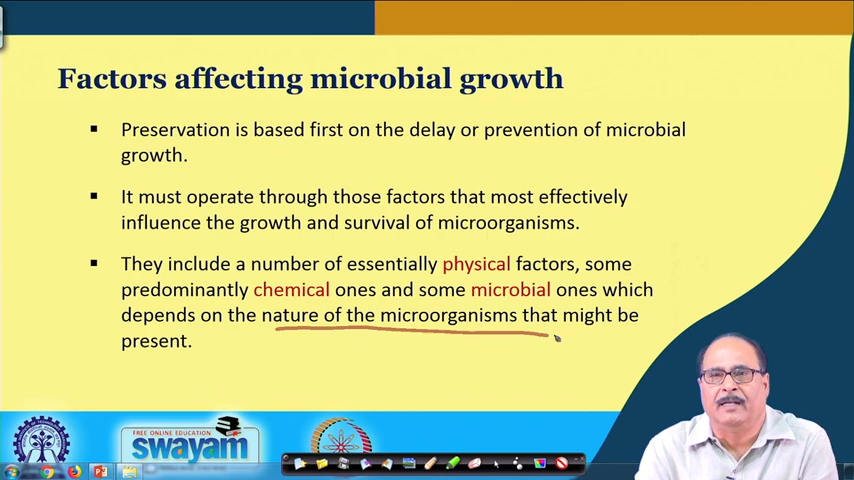 Factors affecting microbial growth
▪ Preservation is based first on the delay or prevention of microbial
growth.
▪ It must operate through those factors that most effectively
influence the growth and survival of microorganisms.
▪ They include a number of essentially physical factors, some
predominantly chemical ones and some microbial ones which
depends on the nature of the microorganisms that might be
present.
FREE ONLINE EDUCATION
swayam